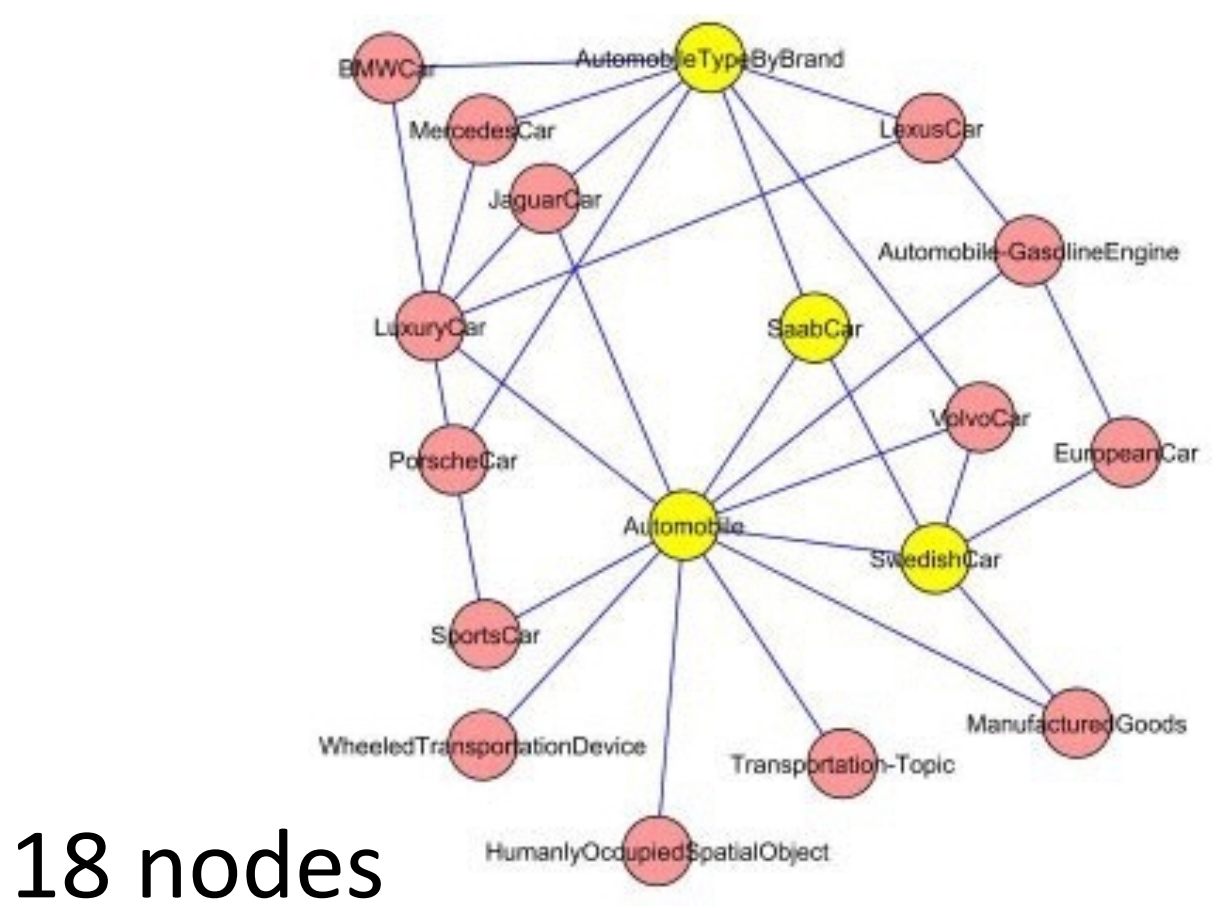 AutomobileTypeByBrand
BMWCar
MercedesCar
LexusCar
JaguarCar
Automobile-GasolineEngine
LuxuryCar
SaabCar
VolvoCar
EuropeanCar
PorscheCar
Automobile
SwedishCar
SportsCar
ManufacturedGoods
WheeledTransportationDevice
Transportation-Topic
HumanlyOccupiedSpatialObject
18 nodes